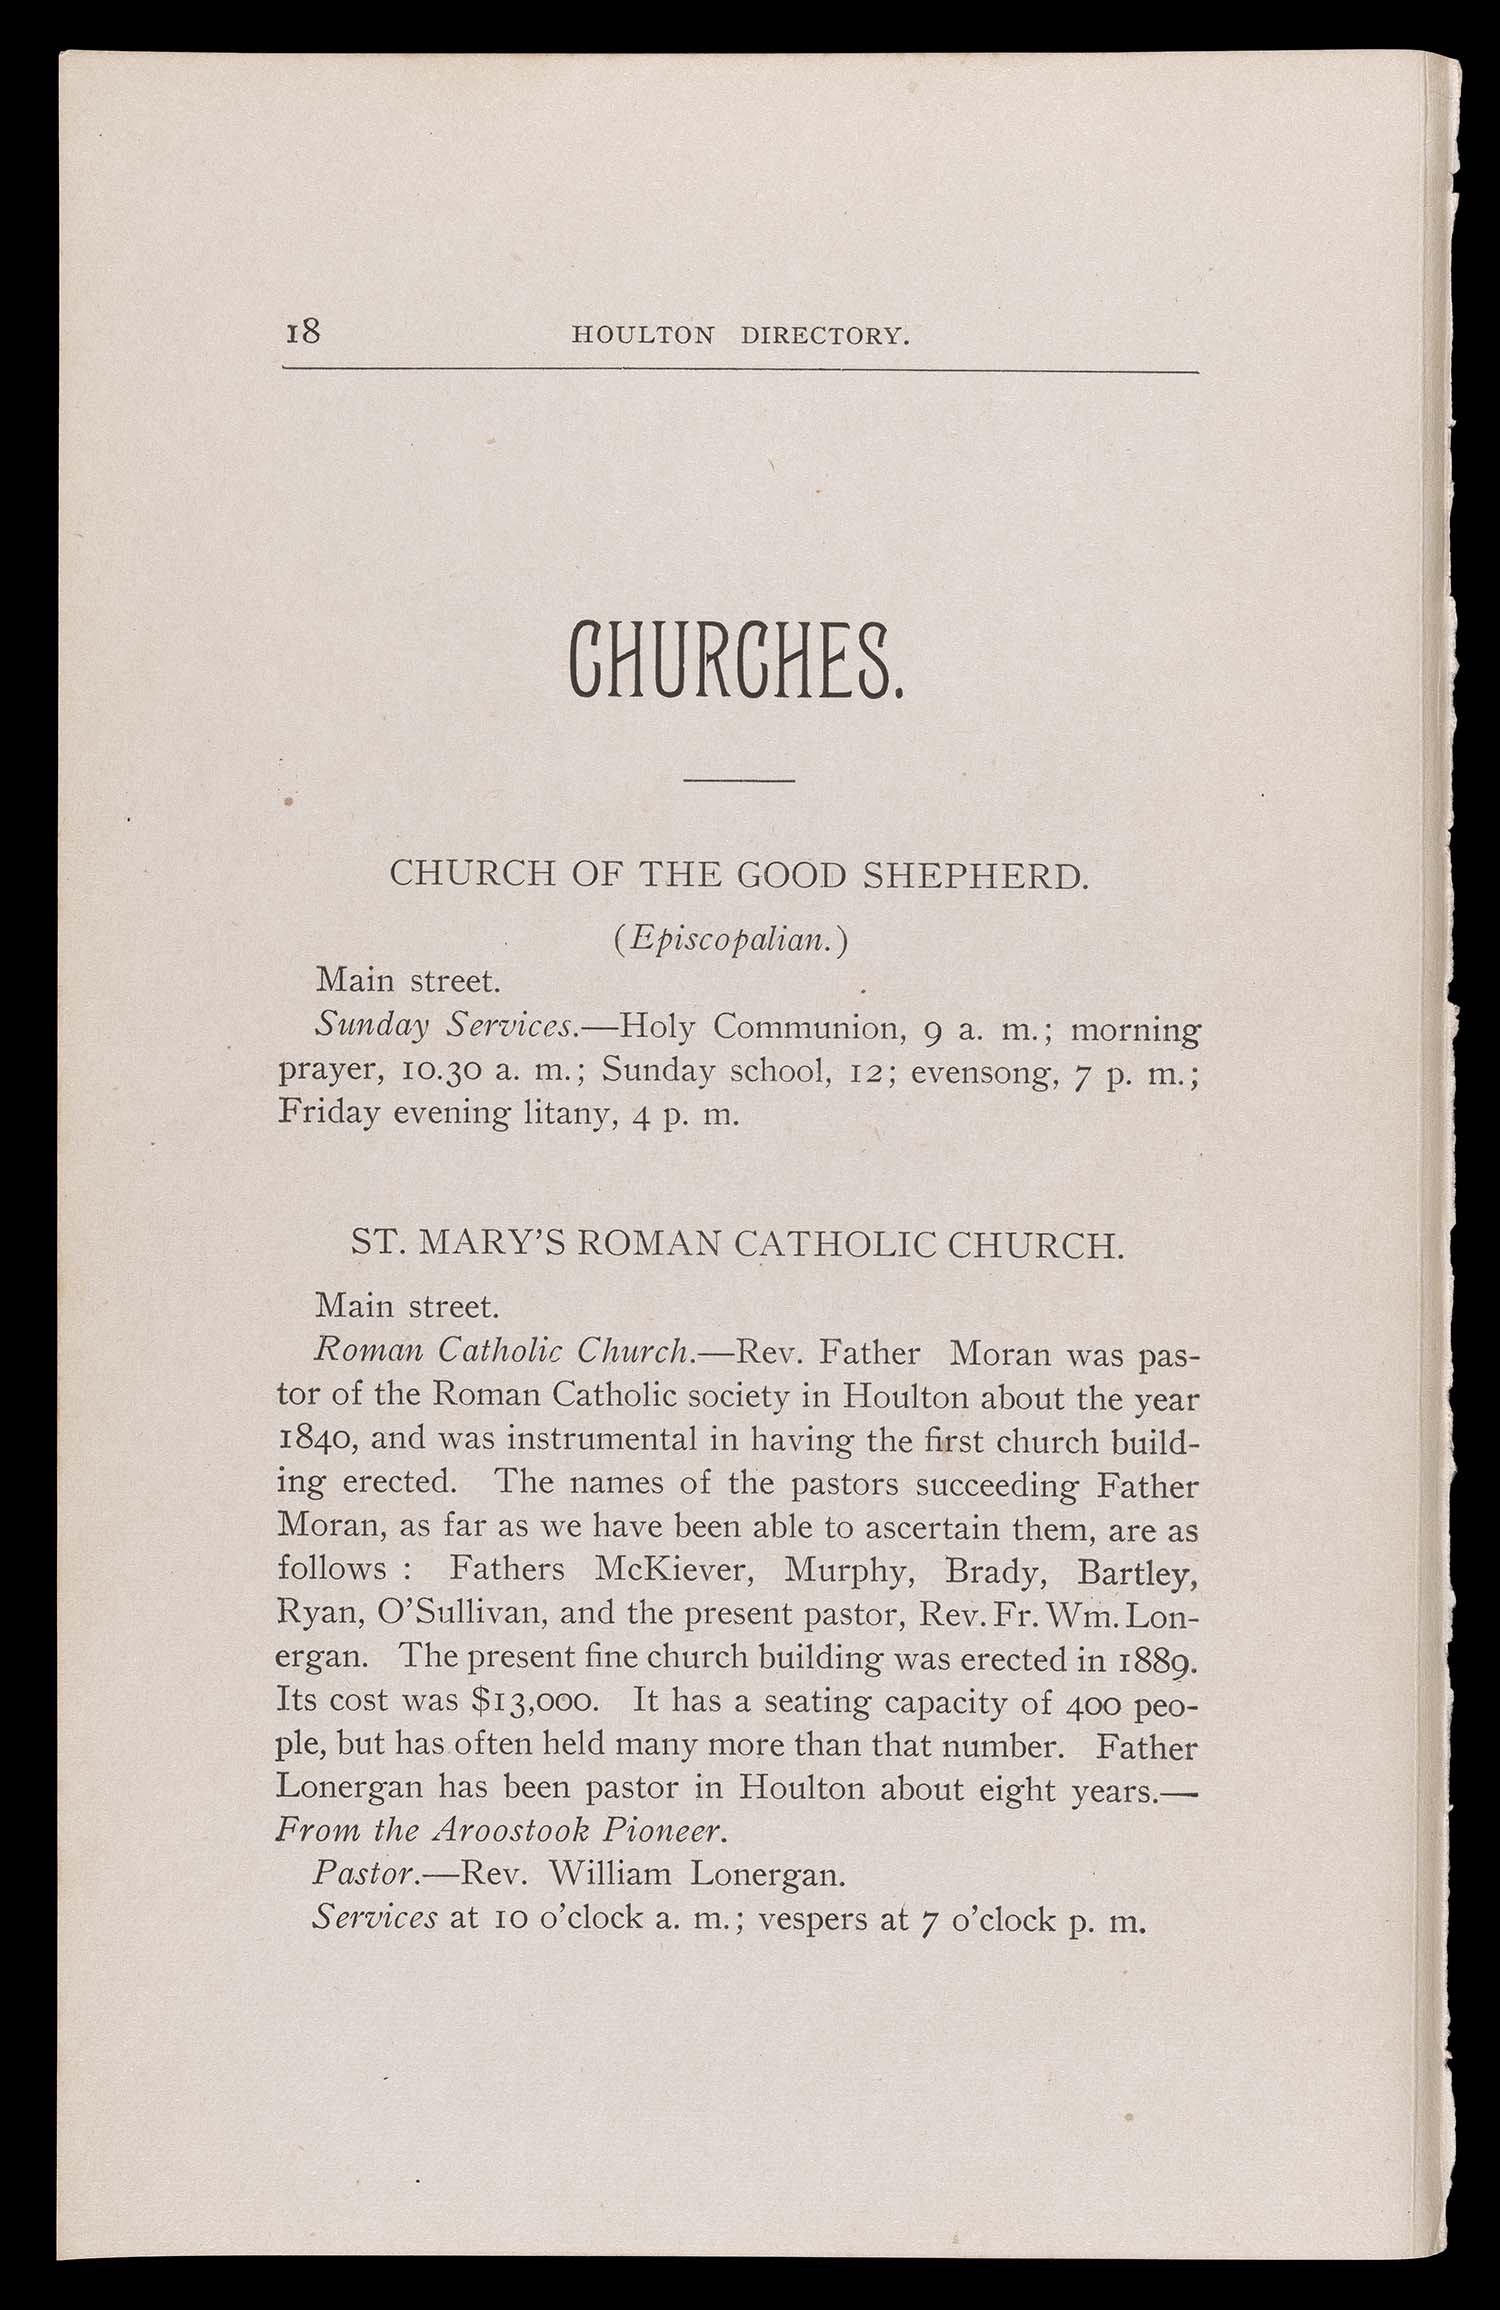 18 HOULTON DIRECTORY.
CHURCHES.
CHURCH OF THE GOOD SHEPHERD.
(Episcopalian.)
Main street.
Sunday Services.—Holy Communion, 9 a. m.; morning
prayer, 10.30 a. m.; Sunday school, 12; evensong, 7 p. m.;
Friday evening litany, 4 p. m.
ST. MARY'S ROMAN CATHOLIC CHURCH.
Main street.
Roman Catholic Church.—Rev. Father Moran was pas-
tor of the Roman Catholic society in Houlton about the year
1840, and was instrumental in having the first church build-
ing erected. The names of the pastors succeeding Father
Moran, as far as we have been able to ascertain them, are as
follows : Fathers McKiever, Murphy, Brady, Bartley,
Ryan, O'Sullivan, and the present pastor, Rev. Fr. Wm. Lon-
ergan. The present fine church building was erected in 1889.
Its cost was $13,000. It has a seating capacity of 400 peo-
ple, but has often held many more than that number. Father
Lonergan has been pastor in Houlton about eight years.—
From the Aroostook Pioneer.
Pastor.—Rev. William Lonergan.
Services at 10 o'clock a. m.; vespers at 7 o'clock p. m.